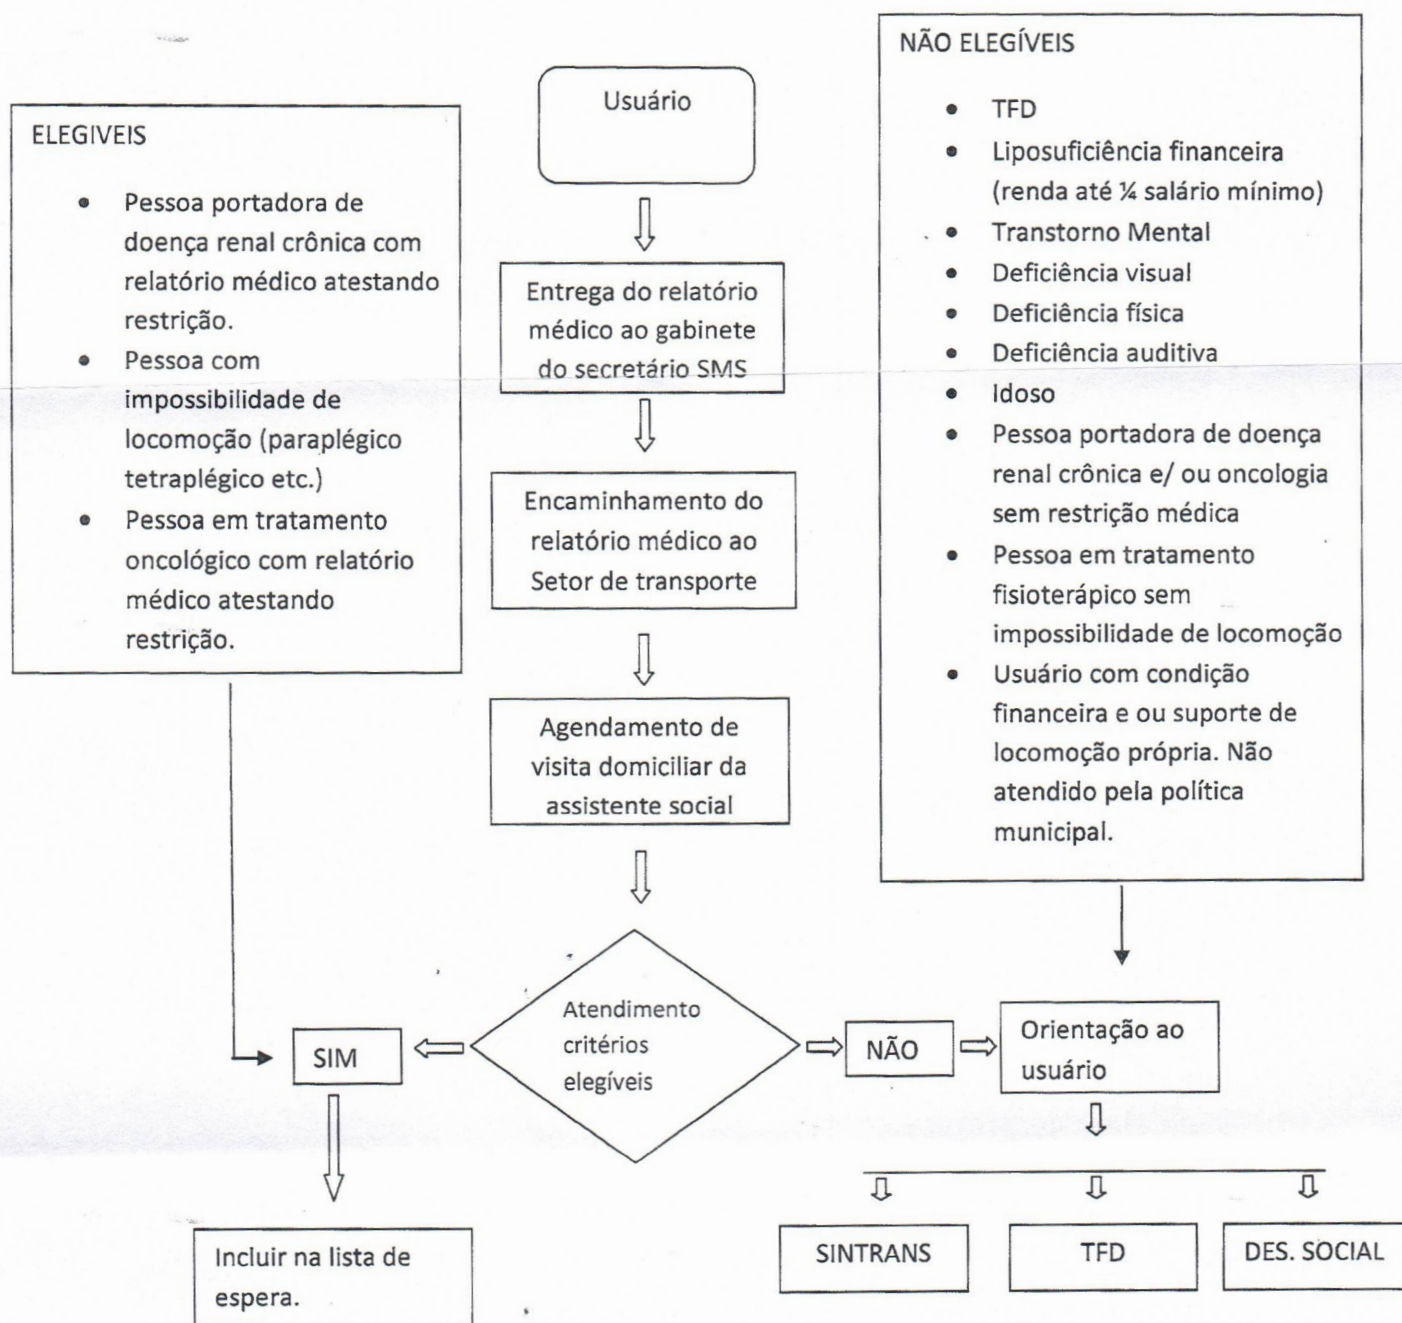 ELEGIVEIS
• Pessoa portadora de
doença renal crônica com
relatório médico atestando
restrição.
• Pessoa com
impossibilidade de
locomoção (paraplégico
tetraplégico etc.)
• Pessoa em tratamento
oncológico com relatório
médico atestando
restrição.
Usuário
Entrega do relatório
médico ao gabinete
do secretário SMS
Encaminhamento do
relatório médico ao
Setor de transporte
Agendamento de
visita domiciliar da
assistente social
NÃO ELEGÍVEIS
• TFD
• Liposuficiência financeira
(renda até ¼ salário mínimo)
• Transtorno Mental
• Deficiência visual
• Deficiência física
• Deficiência auditiva
• Idoso
• Pessoa portadora de doença
renal crônica e/ ou oncologia
sem restrição médica
• Pessoa em tratamento
fisioterápico sem
impossibilidade de locomoção
• Usuário com condição
financeira e ou suporte de
locomoção própria. Não
atendido pela política
municipal.
Atendimento
critérios
elegíveis
SIM
NÃO
Orientação ao
usuário
Incluir na lista de
espera.
SINTRANS
TFD
DES. SOCIAL